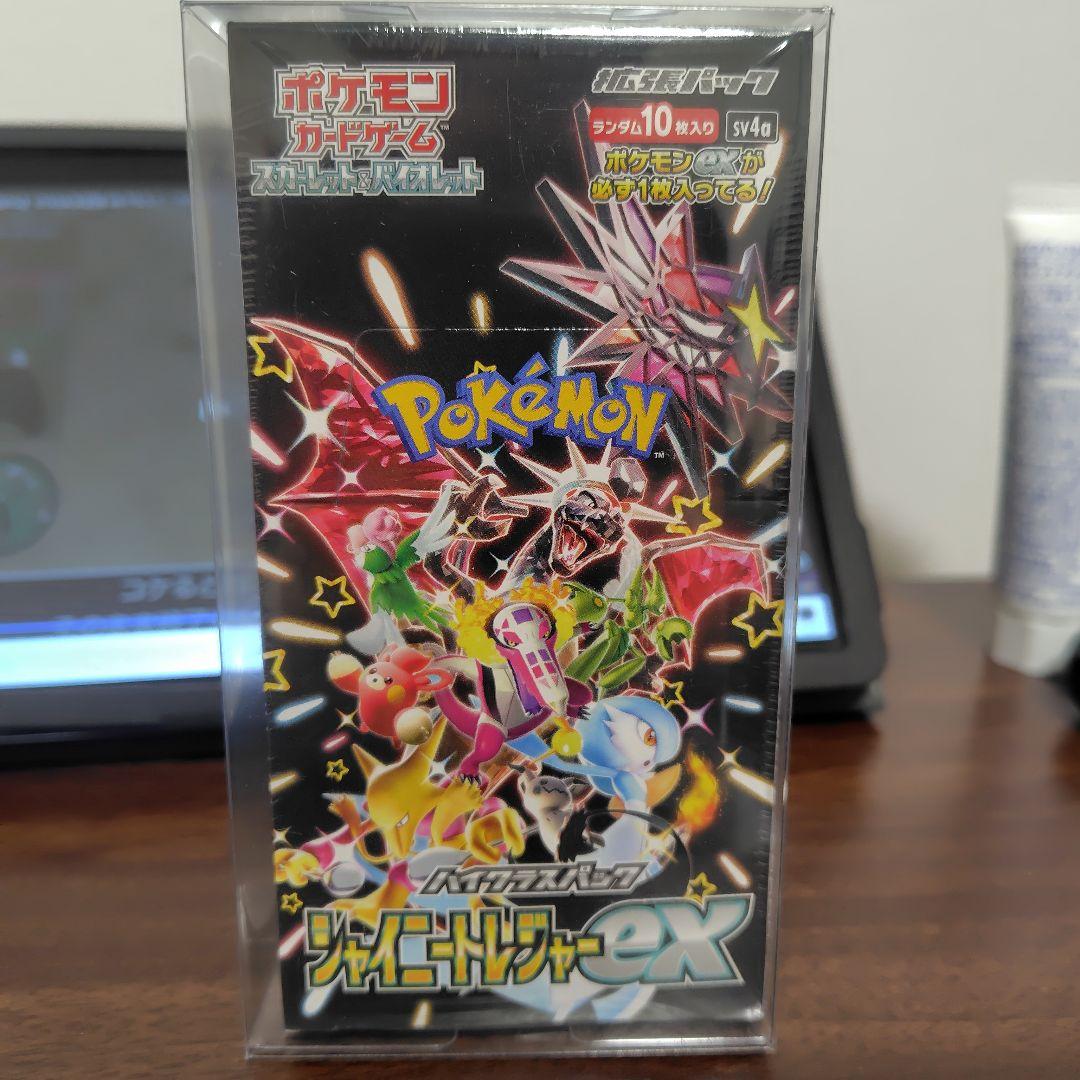 ポケモン
カードゲーム™
スカーレット&バイオレット
拡張パック
ランダム10枚入り
sv4a
ポケモンexが
必ず1枚入ってる!
POKéMON™
ハイクラスパック
シャイニートレジャーex